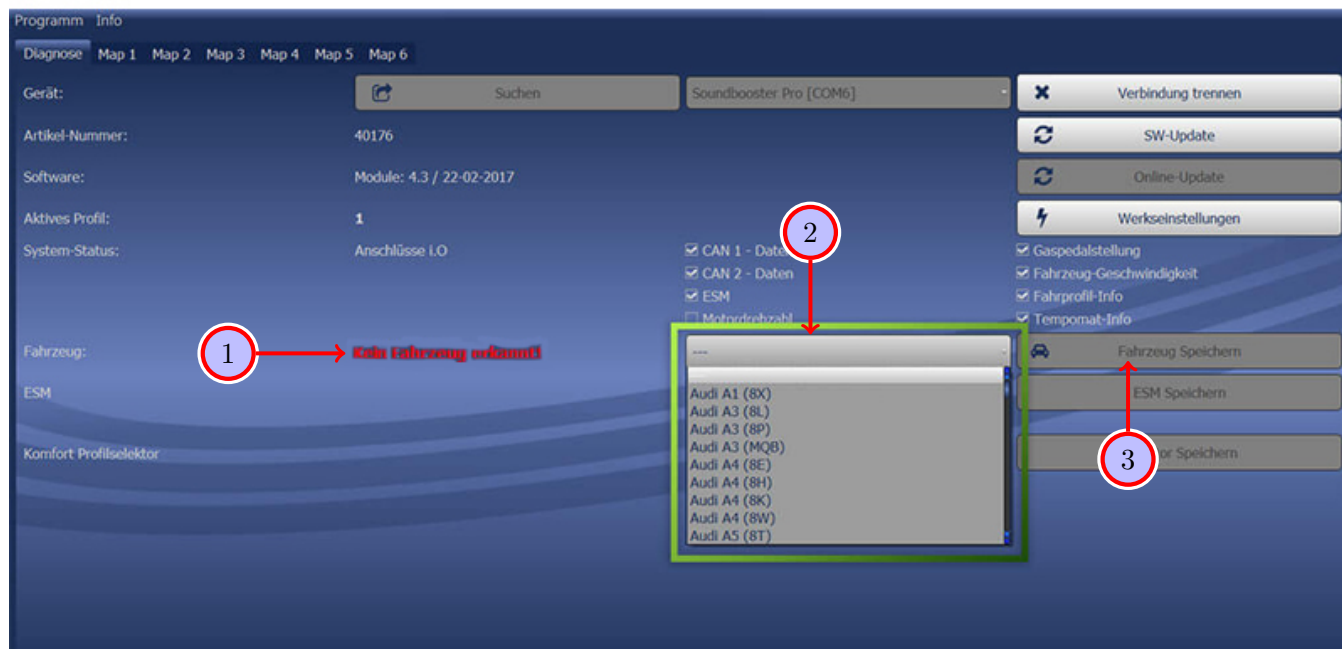 Programm Info
Diagnose Map 1 Map 2 Map 3 Map 4 Map 5 Map 6
Gerät: Suchen Soundbooster Pro [COM6] Verbindung trennen
Artikel-Nummer: 40176 SW-Update
Software: Module: 4.3 / 22-02-2017 Online-Update
Aktives Profil: 1 Werkseinstellungen
2
System-Status: Anschlüsse i.O CAN 1 - Daten Gaspedalstellung
CAN 2 - Daten Fahrzeug-Geschwindigkeit
ESM Fahrprofil-Info
Motordrehzahl Tempomat-Info
Fahrzeug: 1 Kein Fahrzeug erkannt! --- Fahrzeug Speichern
ESM ESM Speichern
Audi A1 (8X)
Audi A3 (8L)
Audi A3 (8P)
Audi A3 (MQB)
Komfort Profilselektor 3 or Speichern
Audi A4 (8E)
Audi A4 (8H)
Audi A4 (8K)
Audi A4 (8W)
Audi A5 (8T)